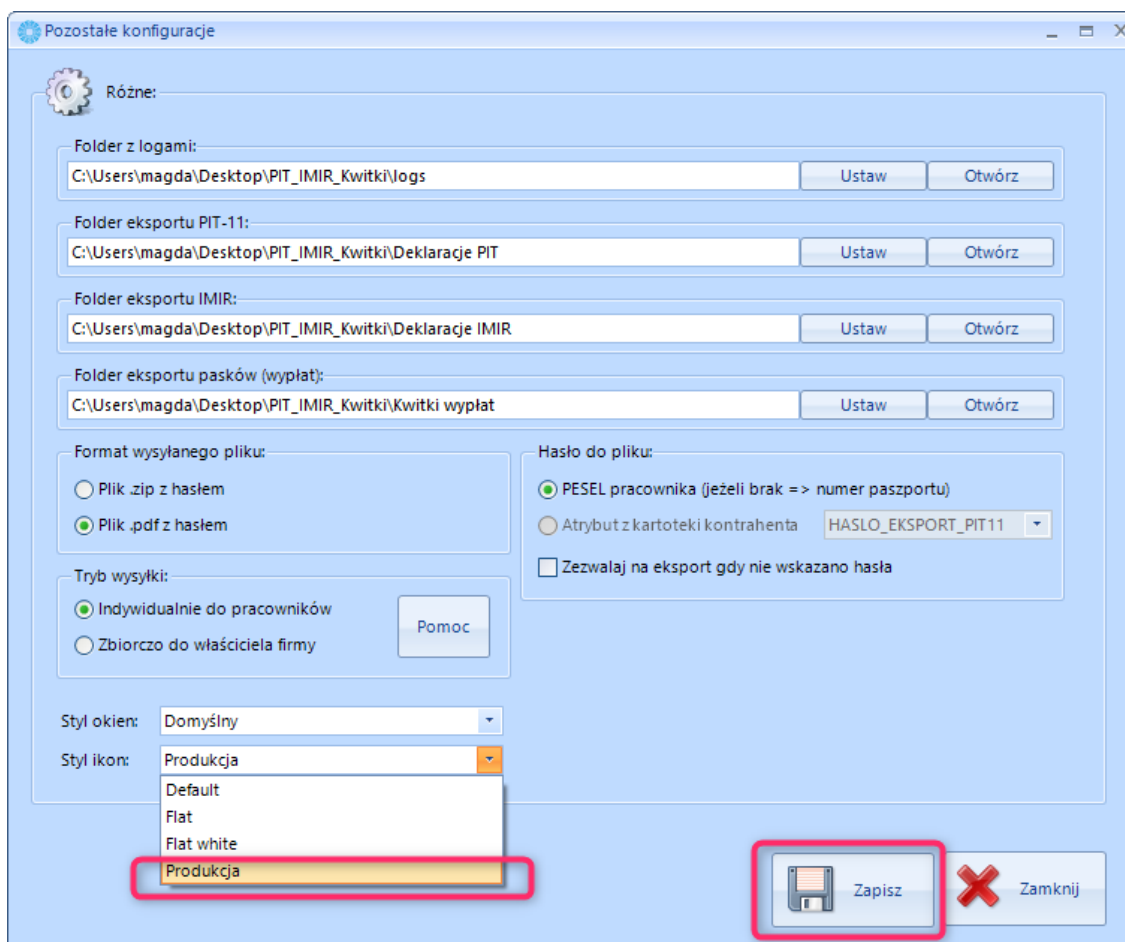 Pozostałe konfiguracje
Różne:
Folder z logami:
C:\Users\magda\Desktop\PIT_IMIR_Kwitki\logs
Ustaw
Otwórz
Folder eksportu PIT-11:
C:\Users\magda\Desktop\PIT_IMIR_Kwitki\Deklaracje PIT
Ustaw
Otwórz
Folder eksportu IMIR:
C:\Users\magda\Desktop\PIT_IMIR_Kwitki\Deklaracje IMIR
Ustaw
Otwórz
Folder eksportu pasków (wypłat):
C:\Users\magda\Desktop\PIT_IMIR_Kwitki\Kwitki wypłat
Ustaw
Otwórz
Format wysyłanego pliku:
Plik .zip z hasłem
Plik .pdf z hasłem
Hasło do pliku:
PESEL pracownika (jeżeli brak => numer paszportu)
Atrybut z kartoteki kontrahenta
HASLO_EKSPORT_PIT11
Zezwalaj na eksport gdy nie wskazano hasła
Tryb wysyłki:
Indywidualnie do pracowników
Zbiorczo do właściciela firmy
Pomoc
Styl okien:
Domyślny
Styl ikon:
Produkcja
Default
Flat
Flat white
Produkcja
Zapisz
Zamknij